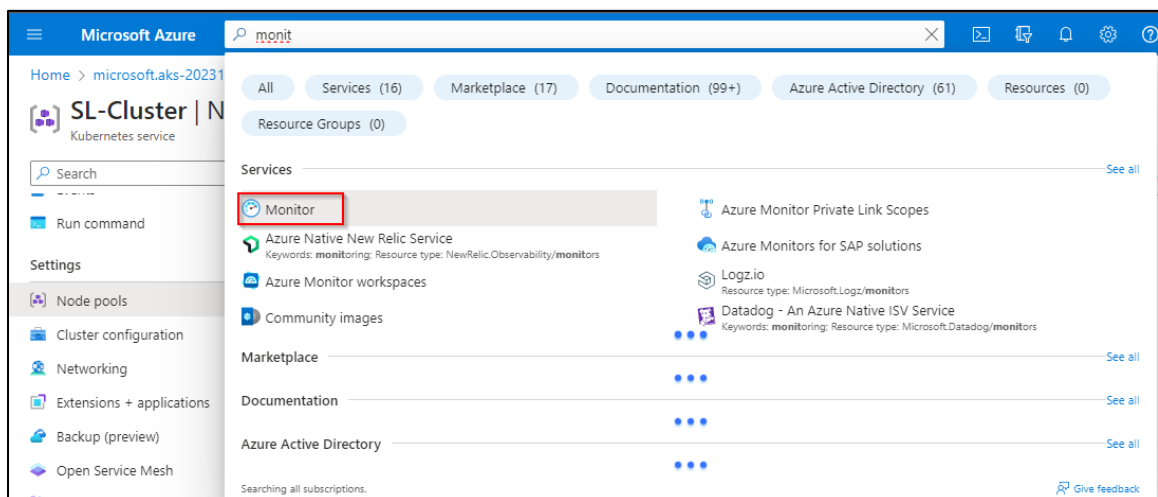 Microsoft Azure
monit
Home > microsoft.aks-20231
SL-Cluster | N
Kubernetes service
Search
Run command
Settings
Node pools
Cluster configuration
Networking
Extensions + applications
Backup (preview)
Open Service Mesh
All
Services (16)
Marketplace (17)
Documentation (99+)
Azure Active Directory (61)
Resources (0)
Resource Groups (0)
Services
See all
Monitor
Azure Native New Relic Service
Keywords: monitoring; Resource type: NewRelic.Observability/monitors
Azure Monitor workspaces
Community images
Azure Monitor Private Link Scopes
Azure Monitors for SAP solutions
Logz.io
Resource type: Microsoft.Logz/monitors
Datadog - An Azure Native ISV Service
Keywords: monitoring; Resource type: Microsoft.Datadog/monitors
Marketplace
See all
Documentation
See all
Azure Active Directory
See all
Searching all subscriptions.
Give feedback